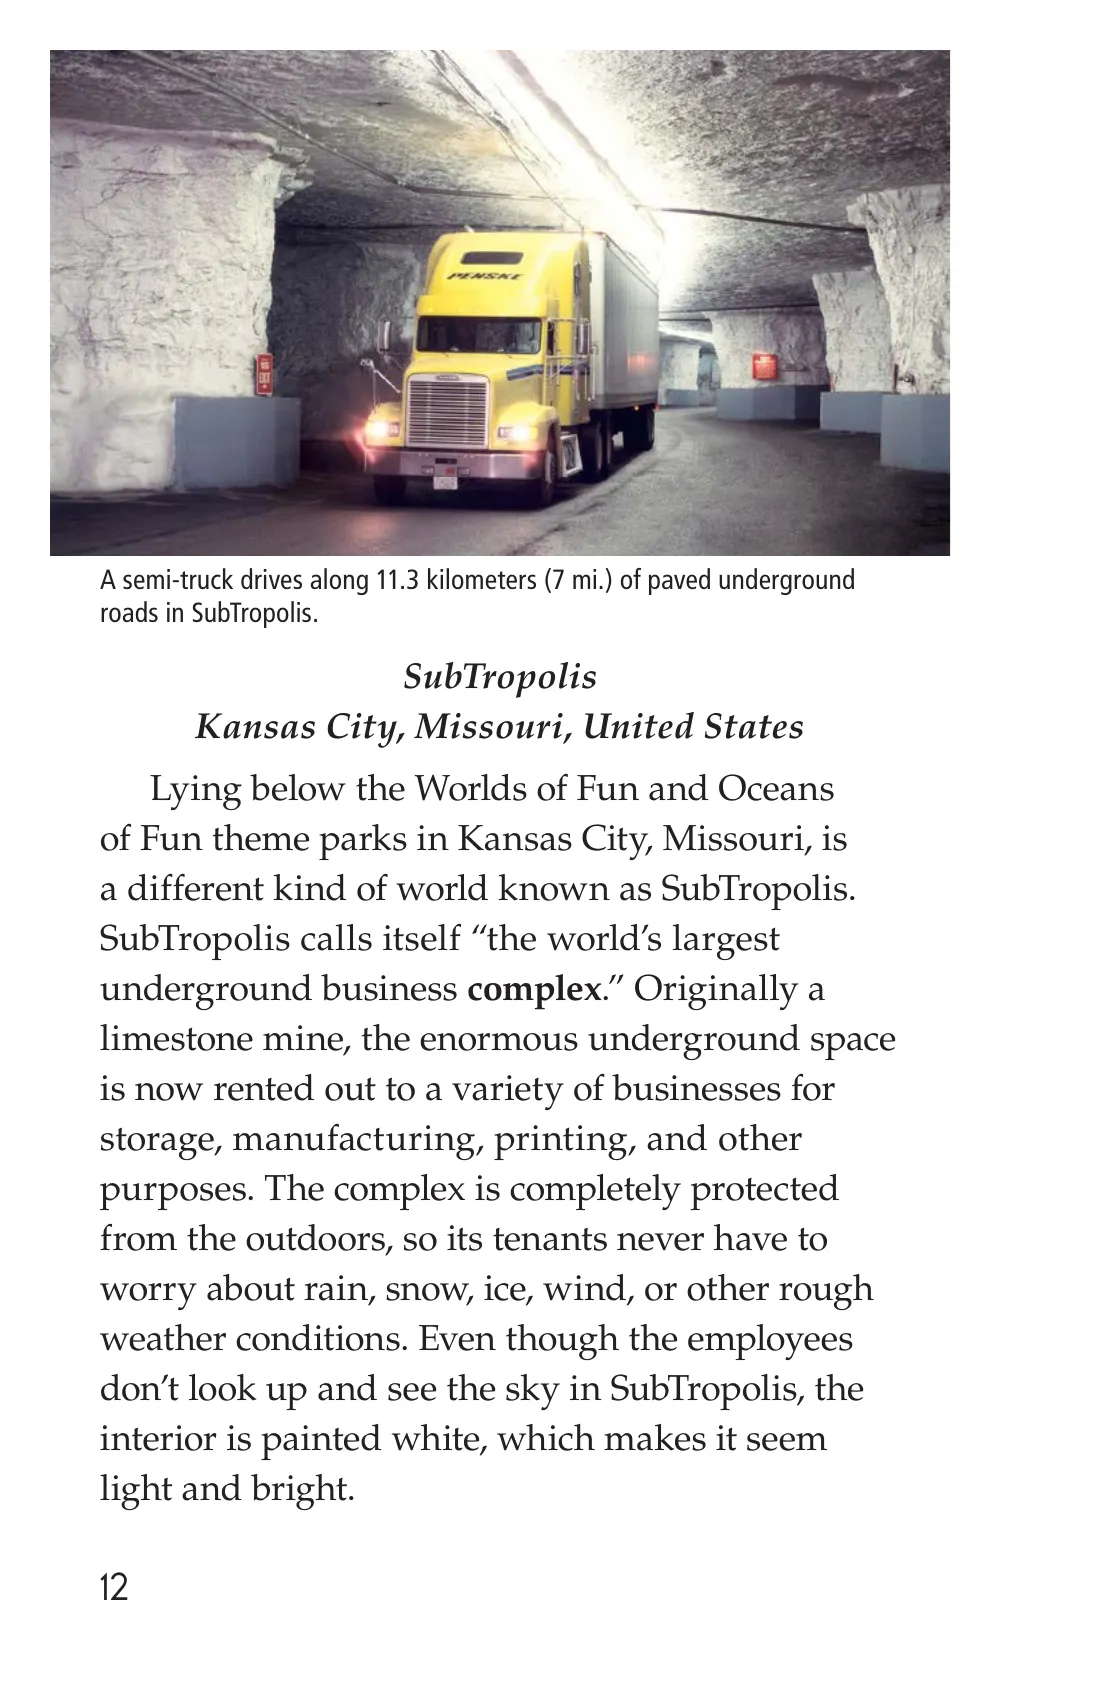 PENSKE
EXIT
A semi-truck drives along 11.3 kilometers (7 mi.) of paved underground
roads in SubTropolis.
SubTropolis
Kansas City, Missouri, United States
Lying below the Worlds of Fun and Oceans
of Fun theme parks in Kansas City, Missouri, is
a different kind of world known as SubTropolis.
SubTropolis calls itself “the world’s largest
underground business complex.” Originally a
limestone mine, the enormous underground space
is now rented out to a variety of businesses for
storage, manufacturing, printing, and other
purposes. The complex is completely protected
from the outdoors, so its tenants never have to
worry about rain, snow, ice, wind, or other rough
weather conditions. Even though the employees
don’t look up and see the sky in SubTropolis, the
interior is painted white, which makes it seem
light and bright.
12